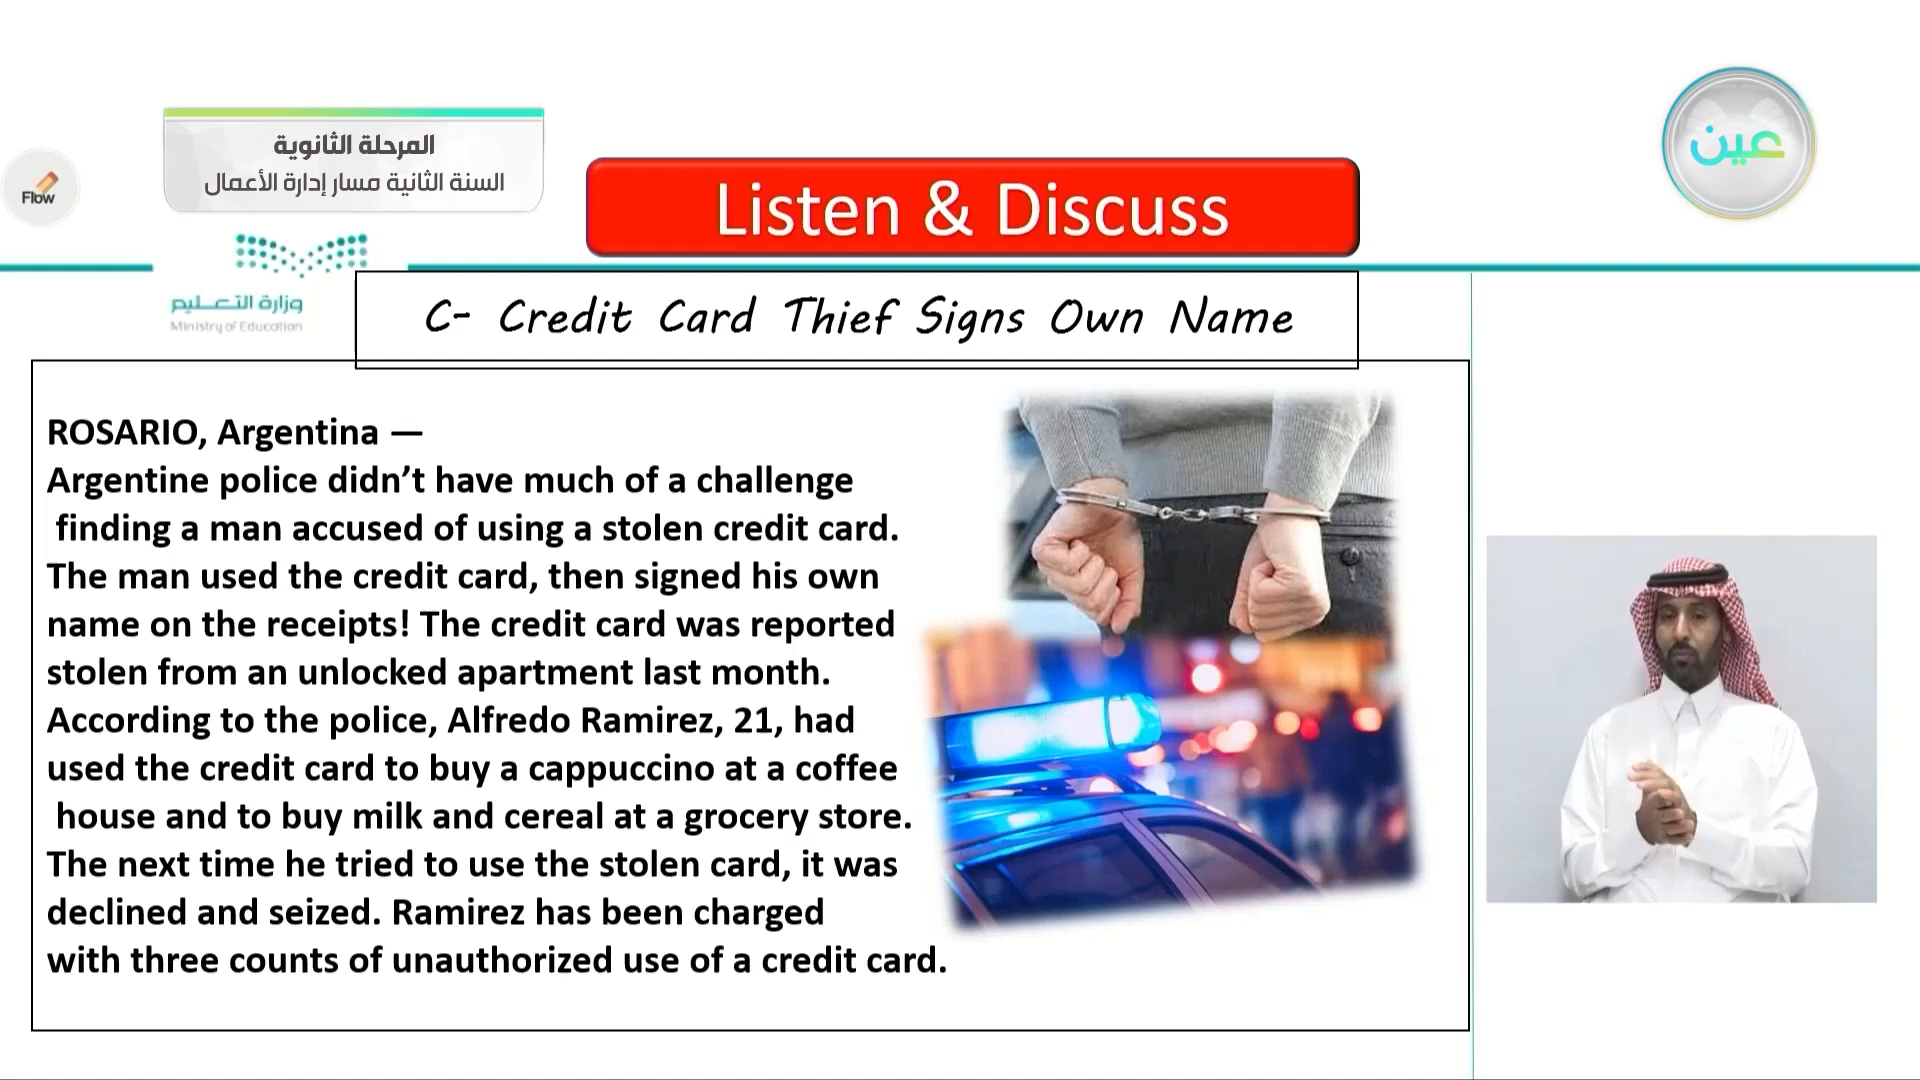 المرحلة الثانوية
السنة الثانية مسار إدارة الأعمال
عين
Flow
Listen & Discuss
وزارة التعليم
Ministry of Education
C- Credit Card Thief Signs Own Name
ROSARIO, Argentina —
Argentine police didn’t have much of a challenge
finding a man accused of using a stolen credit card.
The man used the credit card, then signed his own
name on the receipts! The credit card was reported
stolen from an unlocked apartment last month.
According to the police, Alfredo Ramirez, 21, had
used the credit card to buy a cappuccino at a coffee
house and to buy milk and cereal at a grocery store.
The next time he tried to use the stolen card, it was
declined and seized. Ramirez has been charged
with three counts of unauthorized use of a credit card.